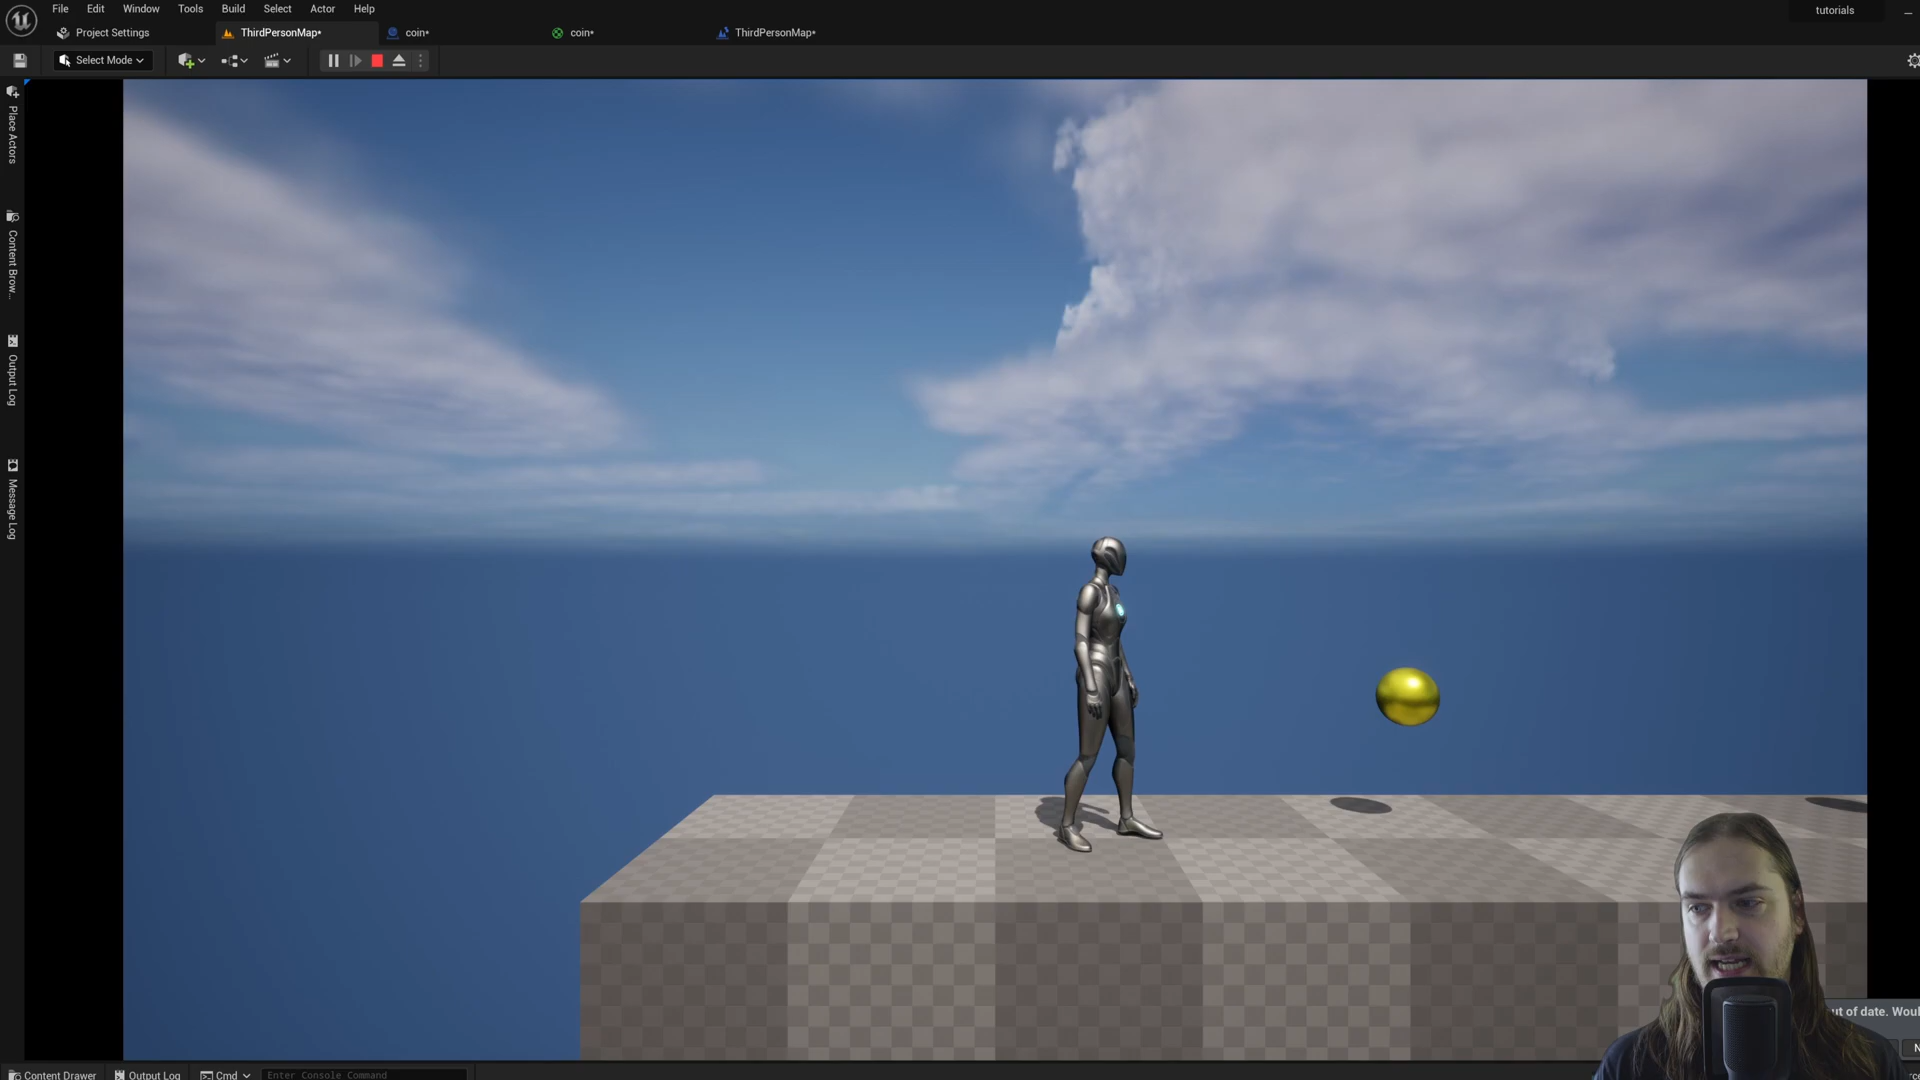 File Edit Window Tools Build Select Actor Help
tutorials
Project Settings ThirdPersonMap* coin* coin* ThirdPersonMap*
Select Mode
Place Actors
Content Brow...
Output Log
Message Log
ut of date. Woul
N
Content Drawer Output Log Cmd Enter Console Command